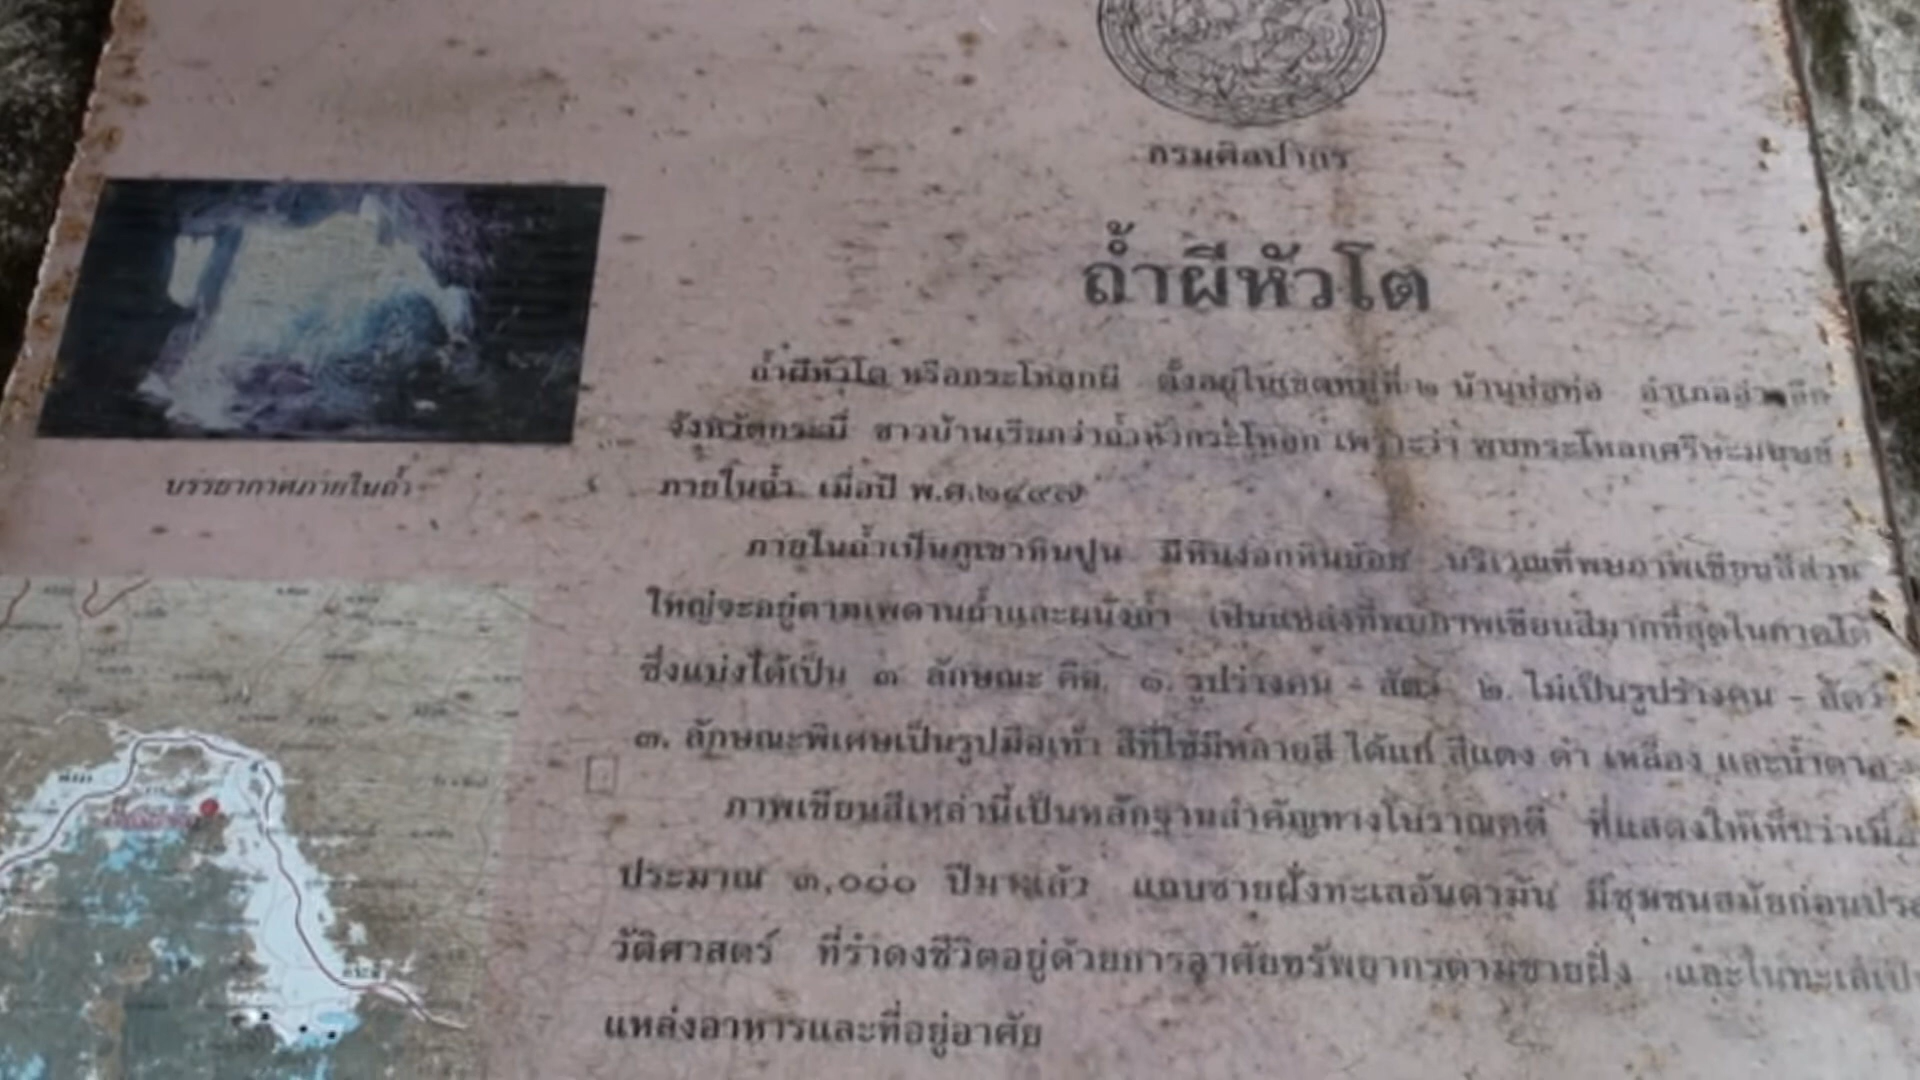 กรมศิลปากร
ถ้ำผีหัวโต
ถ้ำผีหัวโต หรือกระโหลกผี ตั้งอยู่ในเขตหมู่ที่ ๒ บ้านบ่อท่อ อำเภออ่าวลึก
จังหวัดกระบี่ ชาวบ้านเรียกว่าถ้ำหัวกระโหลก เพราะว่า พบกระโหลกศรีษะมนุษย์
ภายในถ้ำ เมื่อปี พ.ศ.๒๔๙๗
บรรยากาศภายในถ้ำ
ภายในถ้ำเป็นภูเขาหินปูน มีหินงอกหินย้อย บริเวณที่พบภาพเขียนสีส่วน
ใหญ่จะอยู่ตามเพดานถ้ำและผนังถ้ำ เป็นแหล่งที่พบภาพเขียนสีมากที่สุดในภาคใต้
ซึ่งแบ่งได้เป็น ๓ ลักษณะ คือ ๑. รูปร่างคน - สัตว์ ๒. ไม่เป็นรูปร่างคน - สัตว์
๓. ลักษณะพิเศษเป็นรูปมือเท้า สีที่ใช้มีหลายสี ได้แก่ สีแดง ดำ เหลือง และน้ำตาล
ภาพเขียนสีเหล่านี้เป็นหลักฐานสำคัญทางโบราณคดี ที่แสดงให้เห็นว่าเมื่อ
ประมาณ ๓,๐๐๐ ปีมาแล้ว แถบชายฝั่งทะเลอันดามัน มีชุมชนสมัยก่อนประ
วัติศาสตร์ ที่รำดงชีวิตอยู่ด้วยการอาศัยทรัพยากรตามชายฝั่ง และในทะเลเป็
แหล่งอาหารและที่อยู่อาศัย